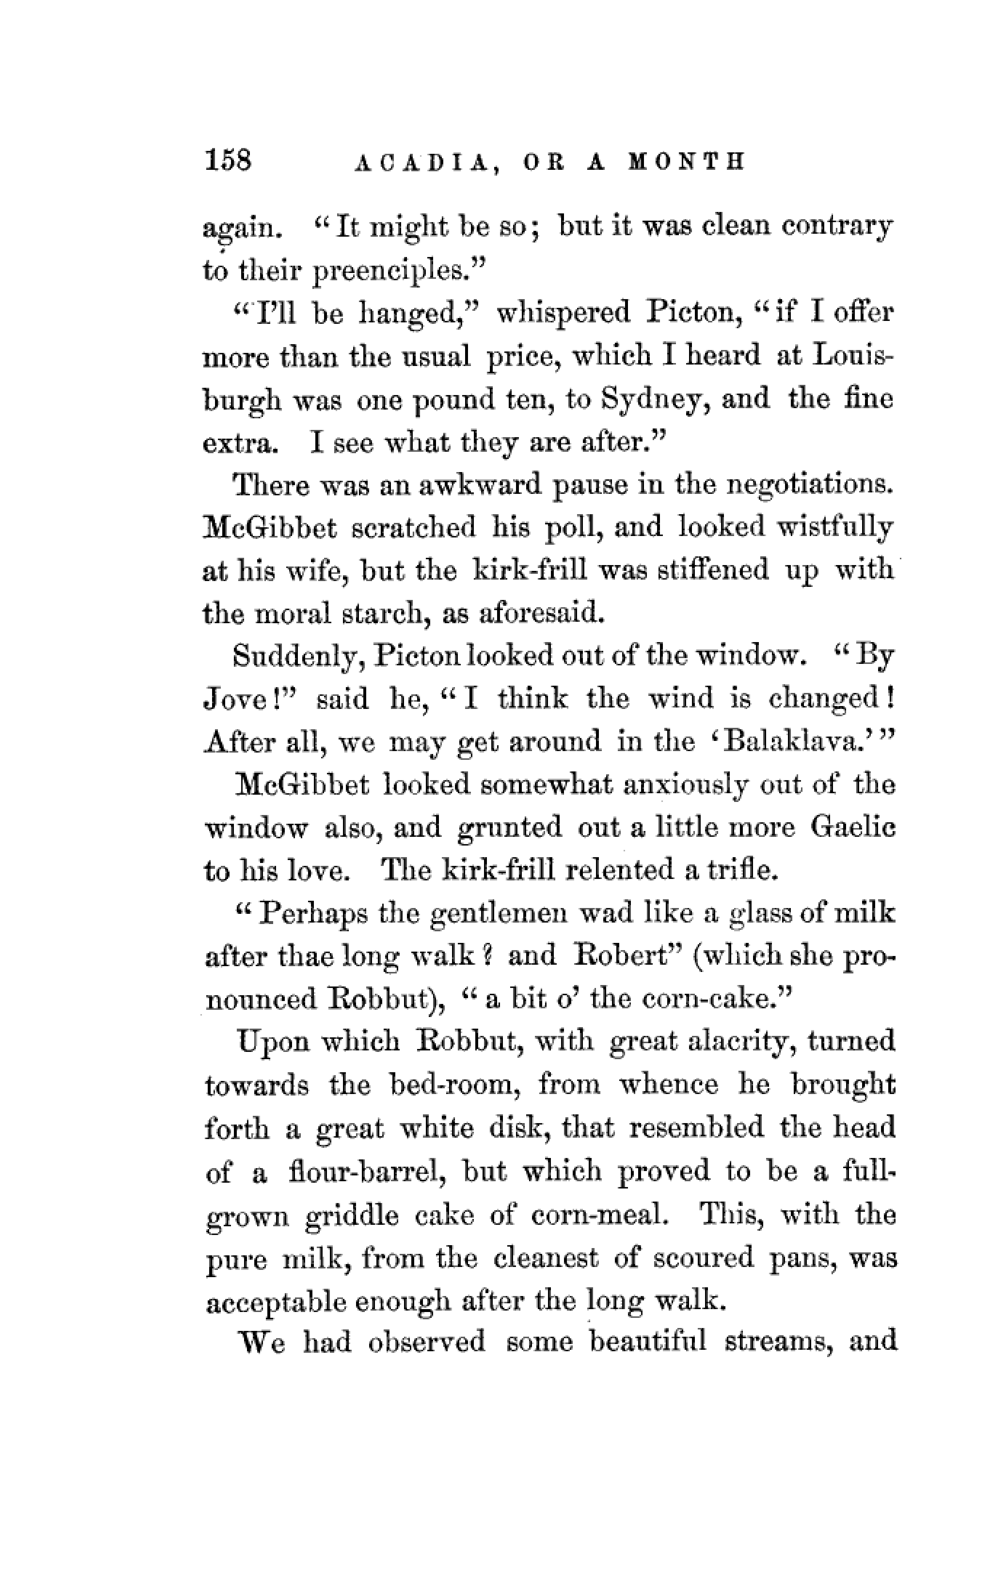 158 ACADIA, OR A MONTH
again. “It might be so; but it was clean contrary
to their preenciples.”
“I’ll be hanged,” whispered Picton, “if I offer
more than the usual price, which I heard at Louis-
burgh was one pound ten, to Sydney, and the fine
extra. I see what they are after.”
There was an awkward pause in the negotiations.
McGibbet scratched his poll, and looked wistfully
at his wife, but the kirk-frill was stiffened up with
the moral starch, as aforesaid.
Suddenly, Picton looked out of the window. “By
Jove!” said he, “I think the wind is changed!
After all, we may get around in the ‘Balaklava.’”
McGibbet looked somewhat anxiously out of the
window also, and grunted out a little more Gaelic
to his love. The kirk-frill relented a trifle.
“Perhaps the gentlemen wad like a glass of milk
after thae long walk? and Robert” (which she pro-
nounced Robbut), “a bit o’ the corn-cake.”
Upon which Robbut, with great alacrity, turned
towards the bed-room, from whence he brought
forth a great white disk, that resembled the head
of a flour-barrel, but which proved to be a full-
grown griddle cake of corn-meal. This, with the
pure milk, from the cleanest of scoured pans, was
acceptable enough after the long walk.
We had observed some beautiful streams, and